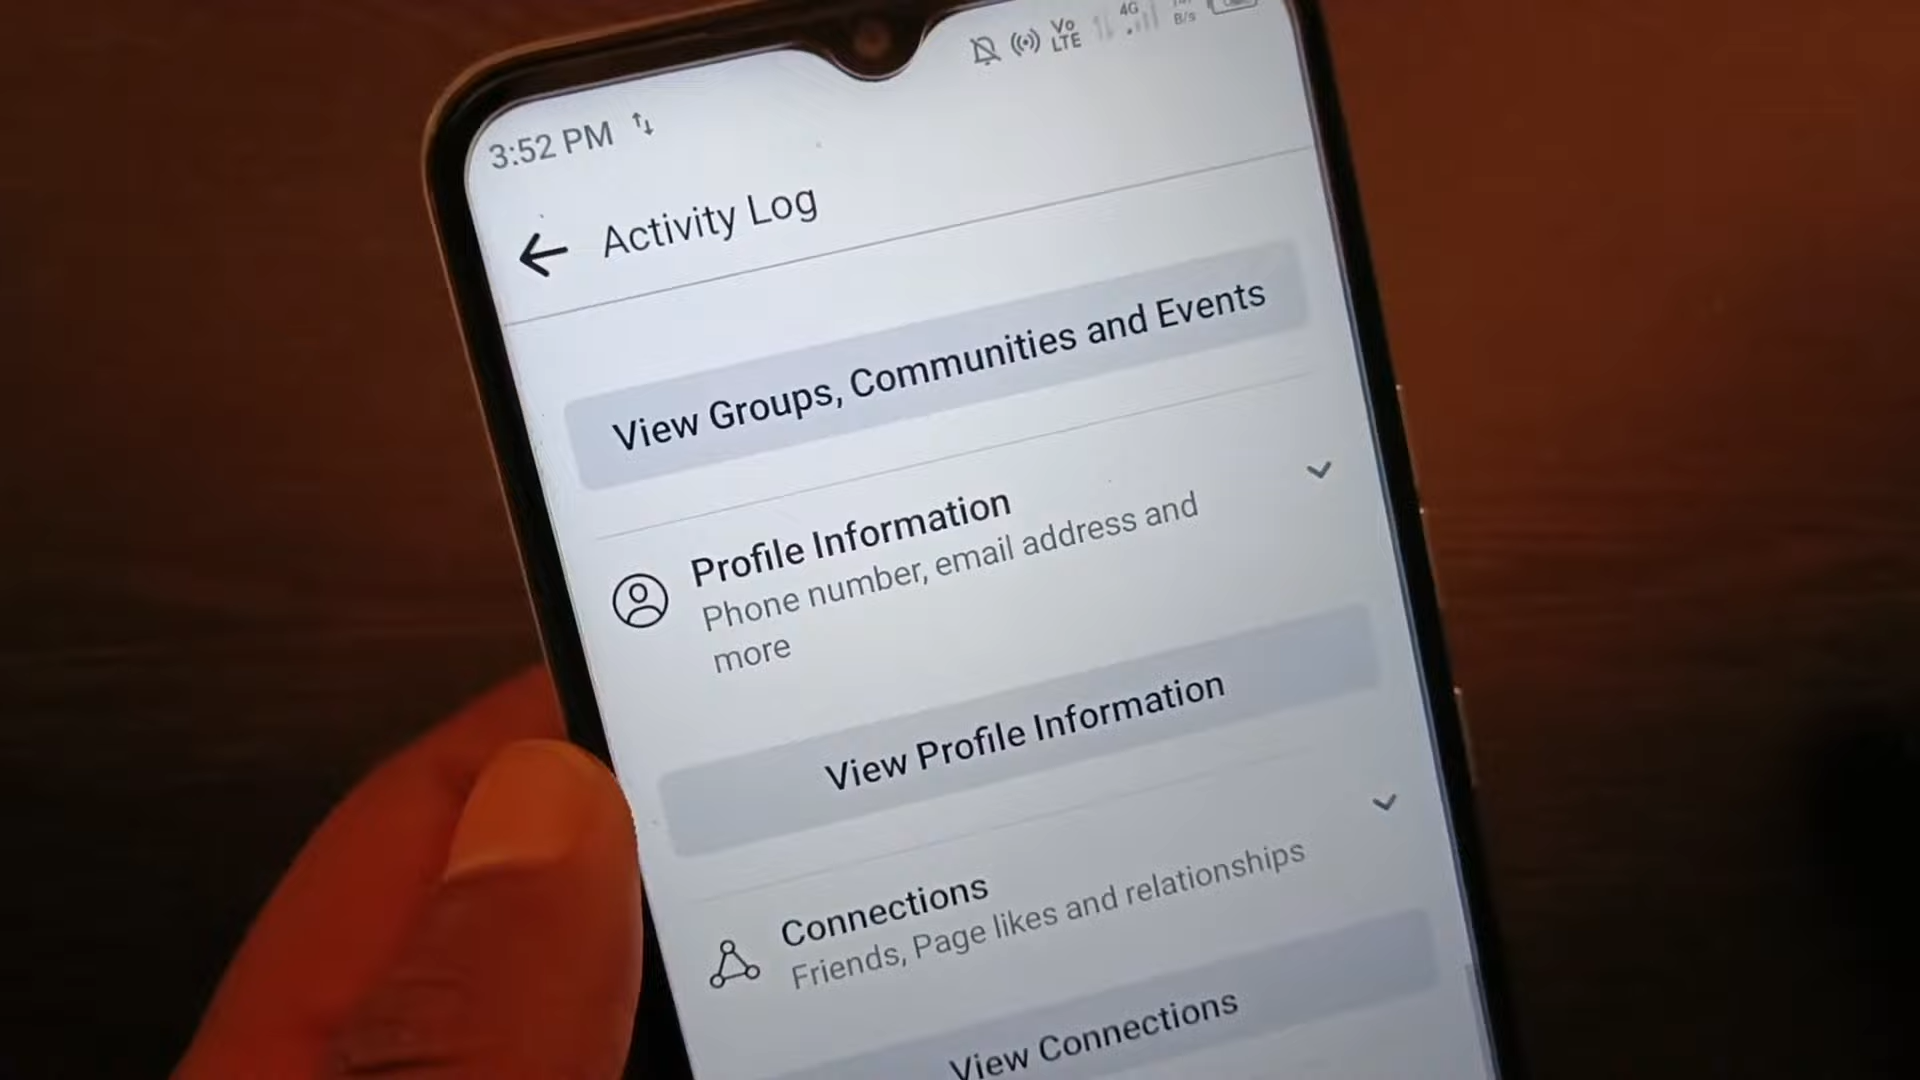 Vo
LTE
4G
B/s
3:52 PM
Activity Log
View Groups, Communities and Events
Profile Information
Phone number, email address and
more
View Profile Information
Connections
Friends, Page likes and relationships
View Connections